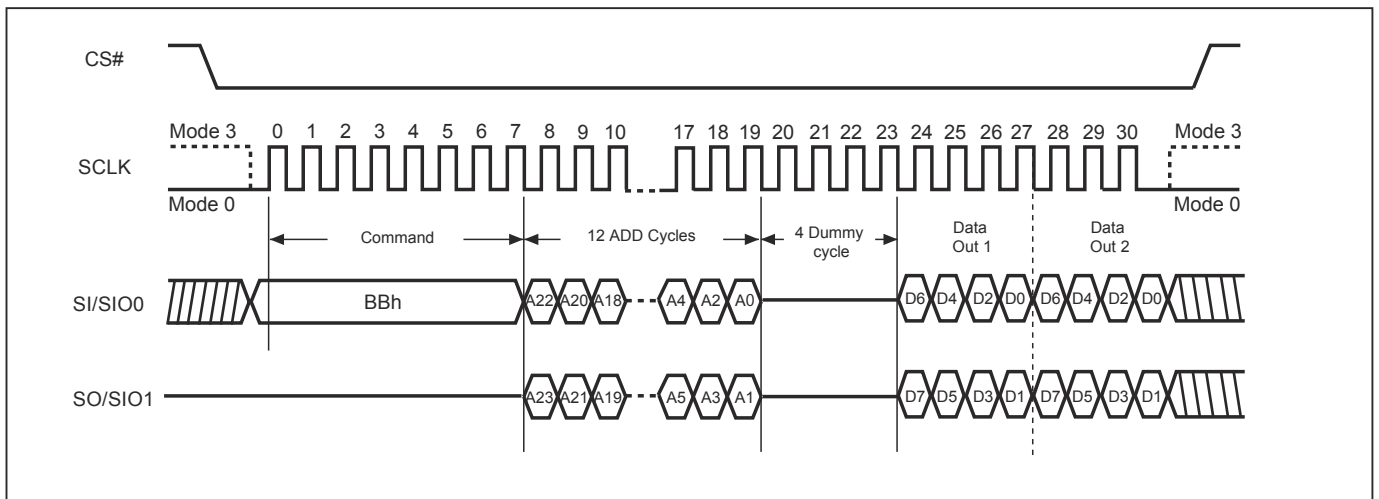 CS#
Mode 3 0 1 2 3 4 5 6 7 8 9 10 17 18 19 20 21 22 23 24 25 26 27 28 29 30 Mode 3
SCLK
Mode 0 Mode 0
Command 12 ADD Cycles 4 Dummy cycle Data Out 1 Data Out 2
SI/SIO0 BBh A22 A20 A18 A4 A2 A0 D6 D4 D2 D0 D6 D4 D2 D0
SO/SIO1 A23 A21 A19 A5 A3 A1 D7 D5 D3 D1 D7 D5 D3 D1